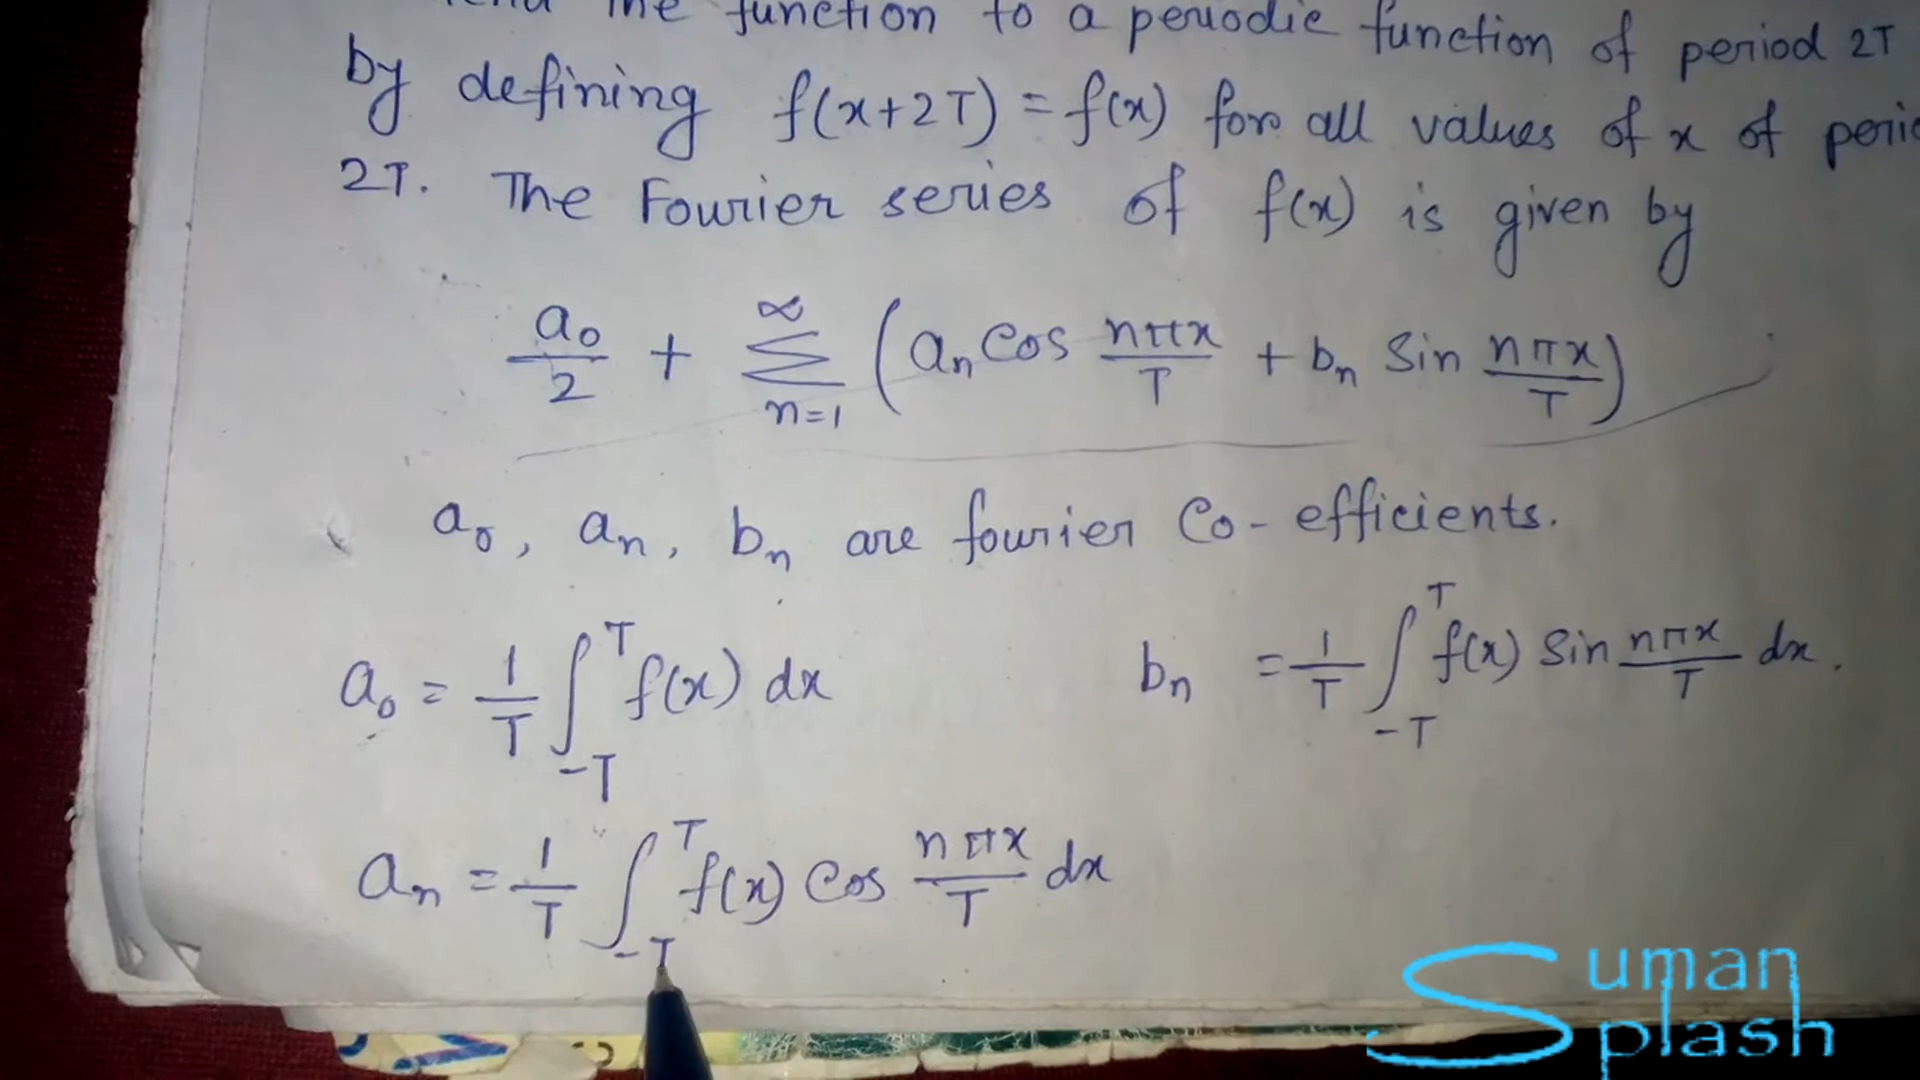 the function to a periodic function of period 2T
by defining f(x+2T) = f(x) for all values of x of
2T. The Fourier series of f(x) is given by
a₀/2 + ∑_{n=1}^{∞} (aₙ Cos nπx/T + bₙ Sin nπx/T)
a₀, aₙ, bₙ are fourier Co-efficients.
a₀ = 1/T ∫_{-T}^{T} f(x) dx
bₙ = 1/T ∫_{-T}^{T} f(x) Sin nπx/T dx.
aₙ = 1/T ∫_{-T}^{T} f(x) Cos nπx/T dx
Suman
Splash